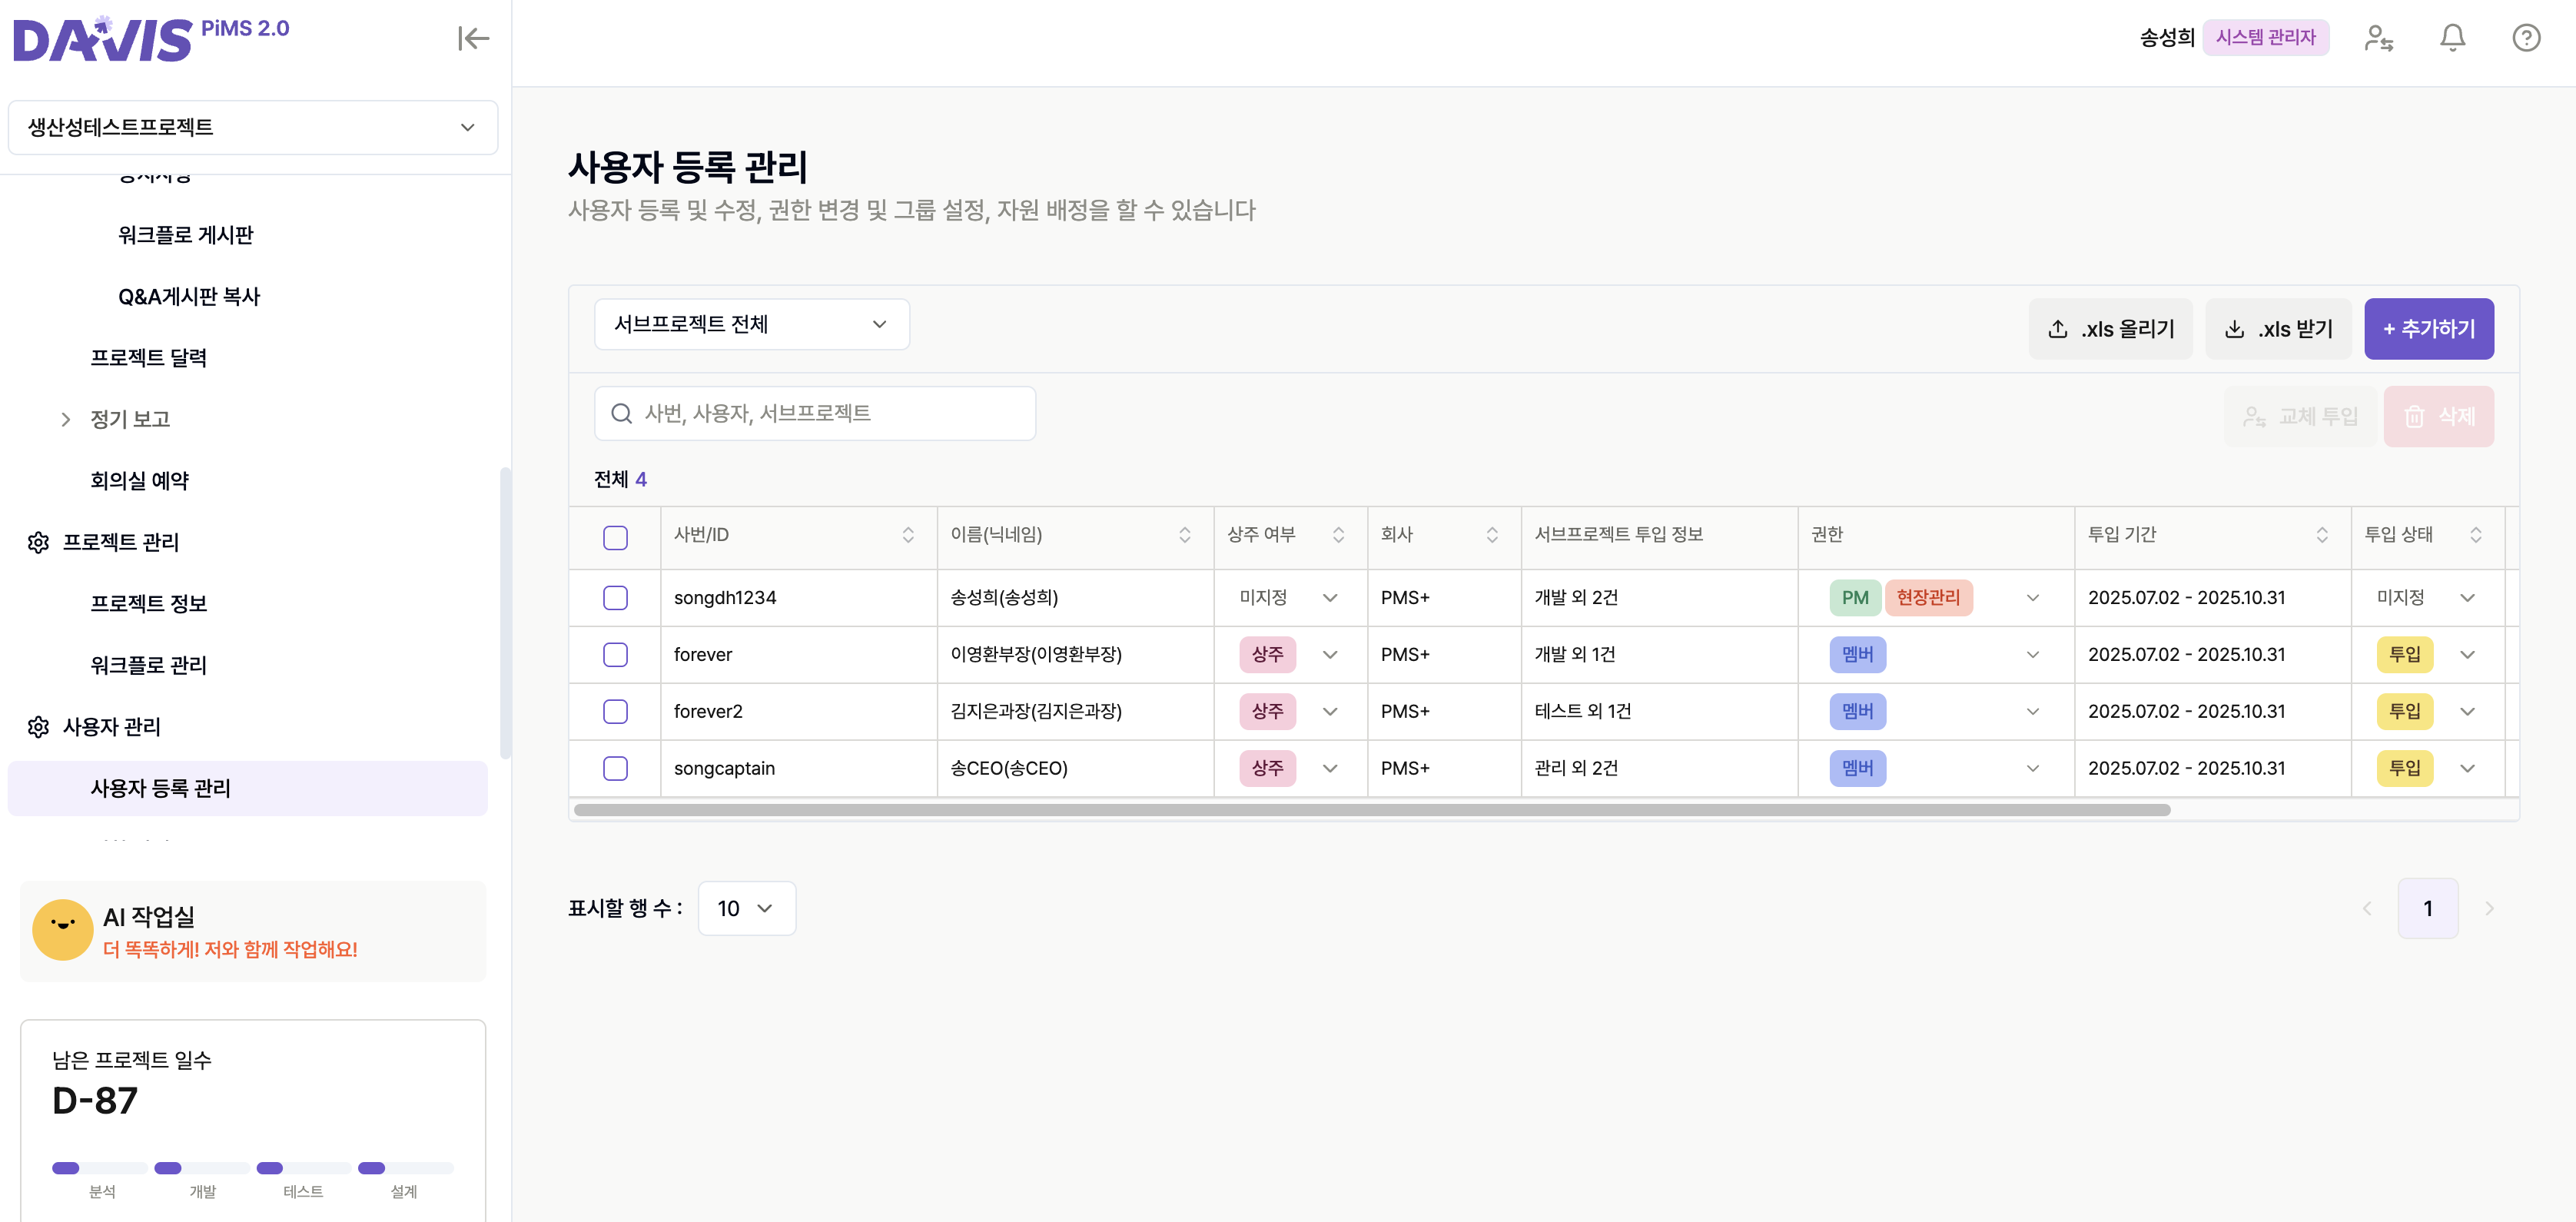 DAVIS PiMS 2.0
송성희 시스템 관리자
생산성테스트프로젝트
워크플로 게시판
Q&A게시판 복사
프로젝트 달력
정기 보고
회의실 예약
프로젝트 관리
프로젝트 정보
워크플로 관리
사용자 관리
사용자 등록 관리
AI 작업실
더 똑똑하게! 저와 함께 작업해요!
남은 프로젝트 일수
D-87
분석 개발 테스트 설계
사용자 등록 관리
사용자 등록 및 수정, 권한 변경 및 그룹 설정, 자원 배정을 할 수 있습니다
서브프로젝트 전체 .xls 올리기 .xls 받기 + 추가하기
사번, 사용자, 서브프로젝트 교체 투입 삭제
전체 4
사번/ID 이름(닉네임) 상주 여부 회사 서브프로젝트 투입 정보 권한 투입 기간 투입 상태
songdh1234 송성희(송성희) 미지정 PMS+ 개발 외 2건 PM 현장관리 2025.07.02 - 2025.10.31 미지정
forever 이영환부장(이영환부장) 상주 PMS+ 개발 외 1건 멤버 2025.07.02 - 2025.10.31 투입
forever2 김지은과장(김지은과장) 상주 PMS+ 테스트 외 1건 멤버 2025.07.02 - 2025.10.31 투입
songcaptain 송CEO(송CEO) 상주 PMS+ 관리 외 2건 멤버 2025.07.02 - 2025.10.31 투입
표시할 행 수 : 10
1